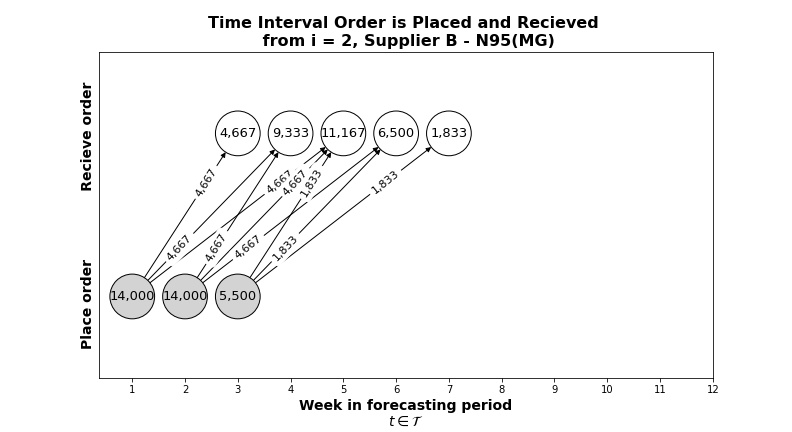 Time Interval Order is Placed and Recieved
from i = 2, Supplier B - N95(MG)
Recieve order
4,667 9,333 11,167 6,500 1,833
4,667 4,667 4,667 1,833 1,833
4,667 4,667 4,667 1,833
Place order
14,000 14,000 5,500
1 2 3 4 5 6 7 8 9 10 11 12
Week in forecasting period
t ∈ 𝒯